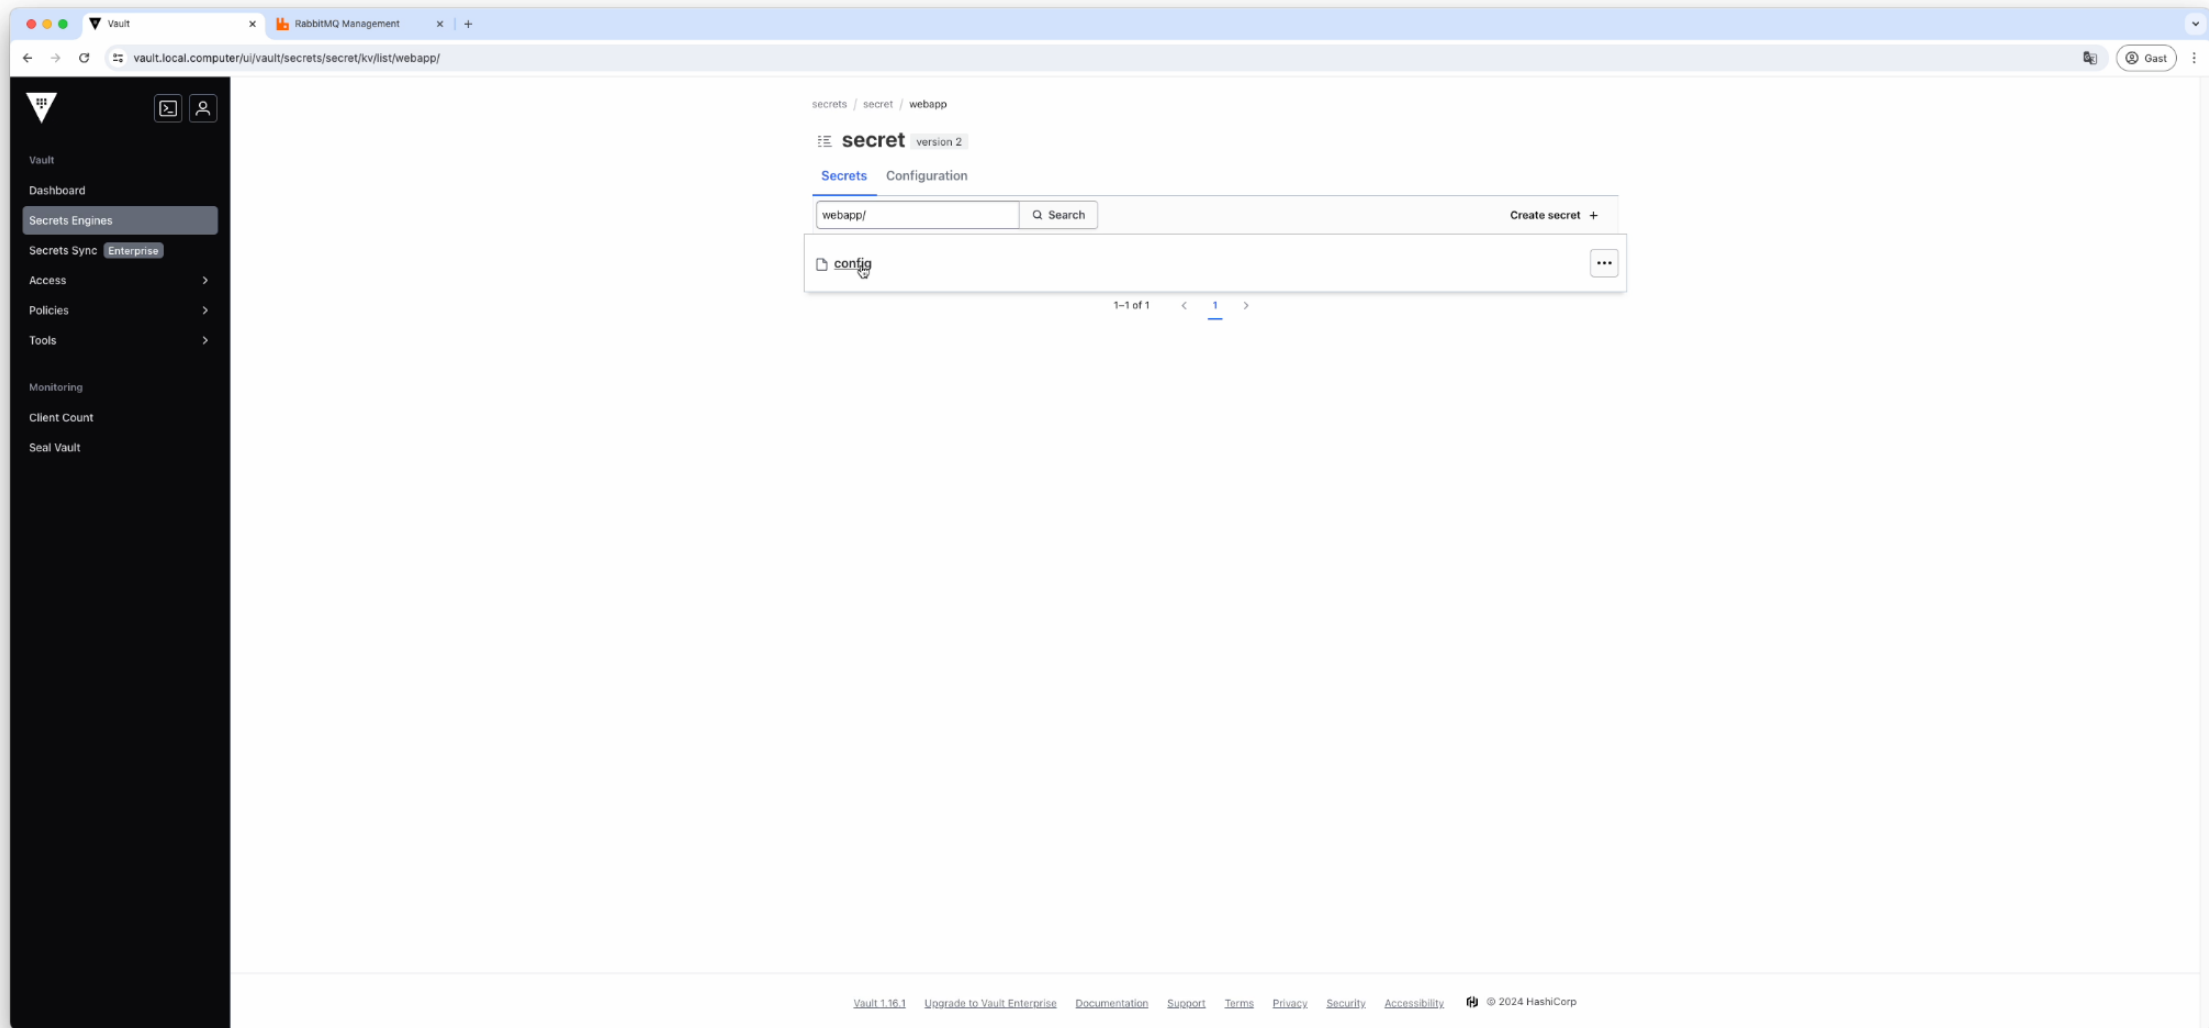 Vault
RabbitMQ Management
vault.local.computer/ui/vault/secrets/secret/kv/list/webapp/
Gast
Vault
Dashboard
Secrets Engines
Secrets Sync Enterprise
Access
Policies
Tools
Monitoring
Client Count
Seal Vault
secrets / secret / webapp
secret version 2
Secrets Configuration
webapp/ Search Create secret +
config
1–1 of 1 1
Vault 1.16.1 Upgrade to Vault Enterprise Documentation Support Terms Privacy Security Accessibility © 2024 HashiCorp